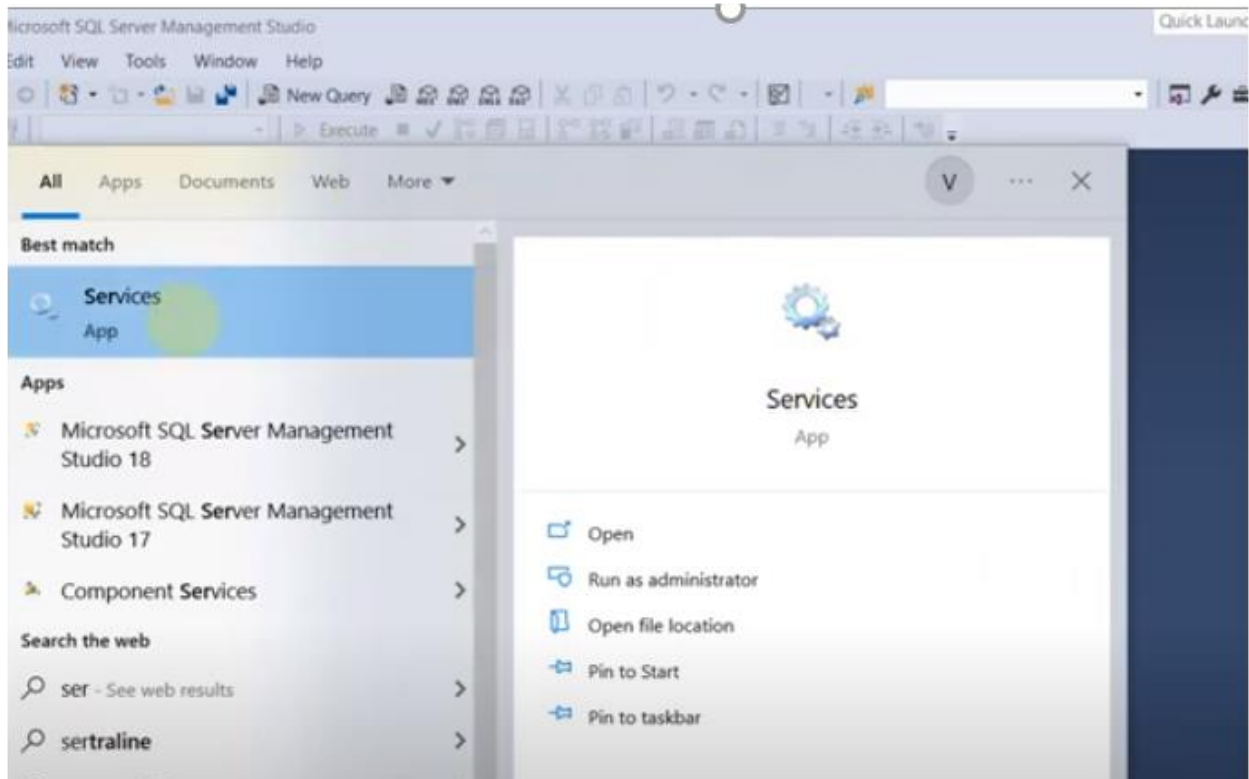 Microsoft SQL Server Management Studio
Quick Launc
Edit View Tools Window Help
New Query
Execute
All Apps Documents Web More
V
Best match
Services
App
Apps
Microsoft SQL Server Management
Studio 18
Microsoft SQL Server Management
Studio 17
Component Services
Search the web
ser - See web results
sertraline
Services
App
Open
Run as administrator
Open file location
Pin to Start
Pin to taskbar